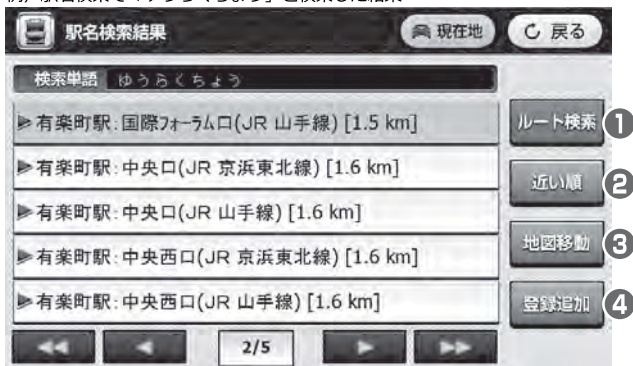 駅名検索結果
現在地
戻る
検索単語 ゆうらくちょう
有楽町駅:国際フォーラム口(JR 山手線) [1.5 km]
ルート検索 1
有楽町駅:中央口(JR 京浜東北線) [1.6 km]
近い順 2
有楽町駅:中央口(JR 山手線) [1.6 km]
地図移動 3
有楽町駅:中央西口(JR 京浜東北線) [1.6 km]
有楽町駅:中央西口(JR 山手線) [1.6 km]
登録追加 4
2/5